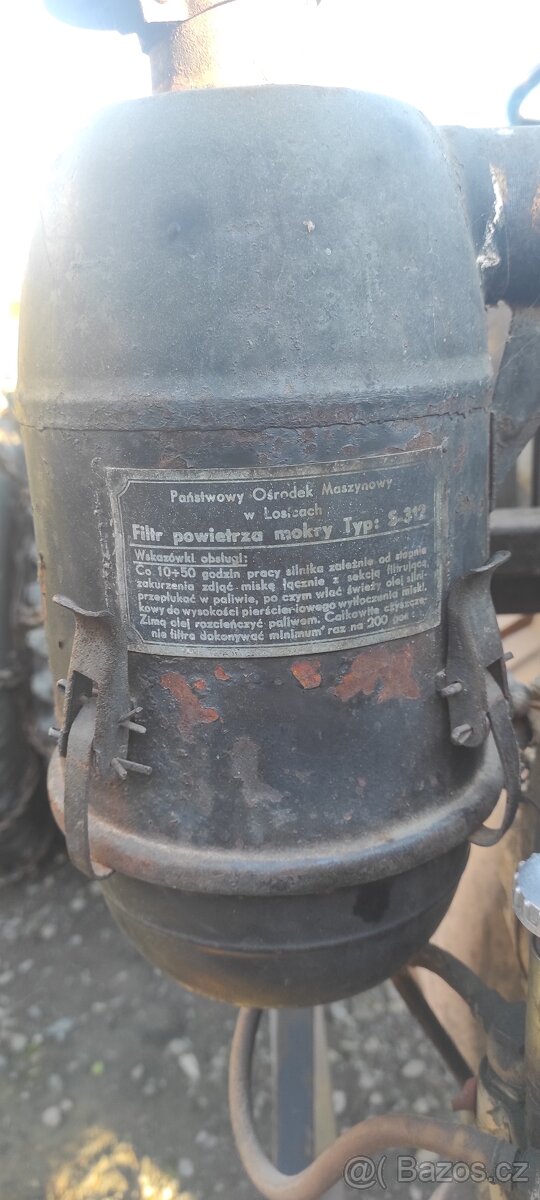 Państwowy Ośrodek Maszynowy
w Łosicach
Filtr powietrza mokry Typ: S-312
Wskazówki obsługi:
Co 10÷50 godzin pracy silnika zależnie od stopnia
zakurzenia zdjąć miskę łącznie z sekcją filtrującą,
przepłukać w paliwie, po czym wlać świeży olej silni-
kowy do wysokości pierścieniowego wytłoczenia miski.
Zimą olej rozcieńczyć paliwem. Całkowite czyszcze-
nie filtra dokonywać minimum raz na 200 godz.
© Bazoš.cz